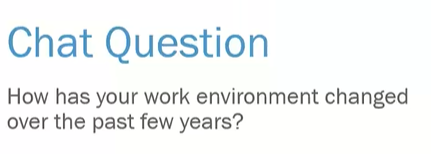 Chat Question
How has your work environment changed
over the past few years?